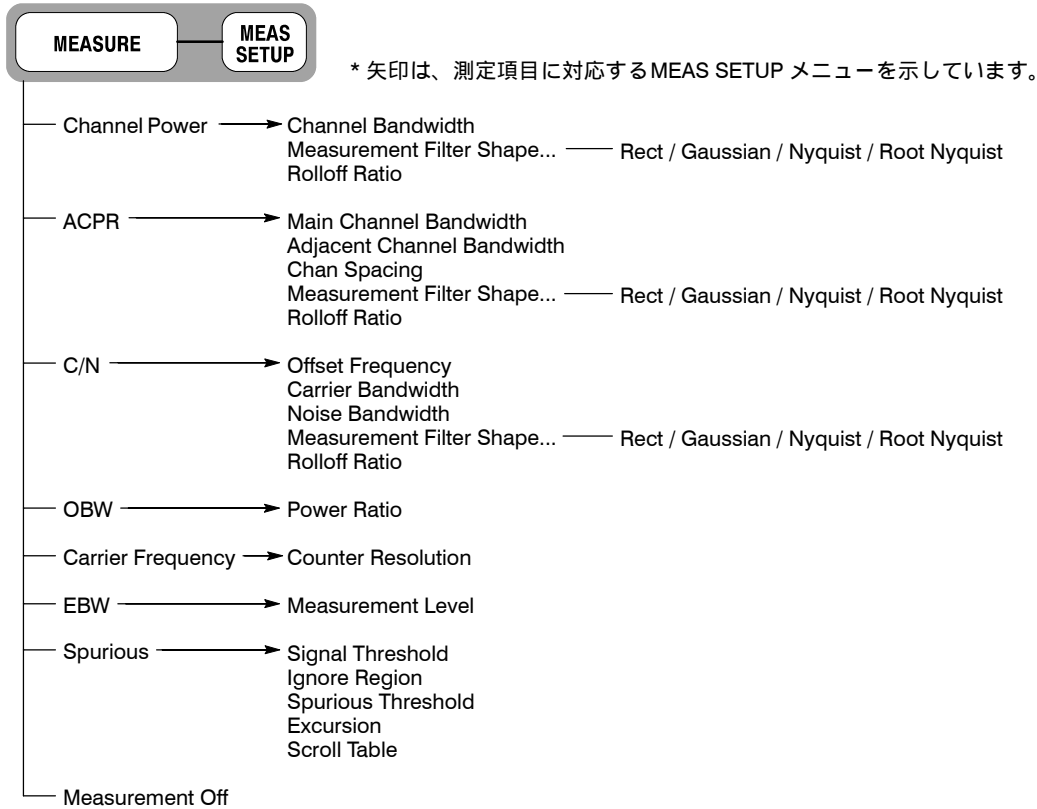 MEASURE MEAS SETUP
* 矢印は、測定項目に対応するMEAS SETUP メニューを示しています。
Channel Power Channel Bandwidth
Measurement Filter Shape... Rect / Gaussian / Nyquist / Root Nyquist
Rolloff Ratio
ACPR Main Channel Bandwidth
Adjacent Channel Bandwidth
Chan Spacing
Measurement Filter Shape... Rect / Gaussian / Nyquist / Root Nyquist
Rolloff Ratio
C/N Offset Frequency
Carrier Bandwidth
Noise Bandwidth
Measurement Filter Shape... Rect / Gaussian / Nyquist / Root Nyquist
Rolloff Ratio
OBW Power Ratio
Carrier Frequency Counter Resolution
EBW Measurement Level
Spurious Signal Threshold
Ignore Region
Spurious Threshold
Excursion
Scroll Table
Measurement Off